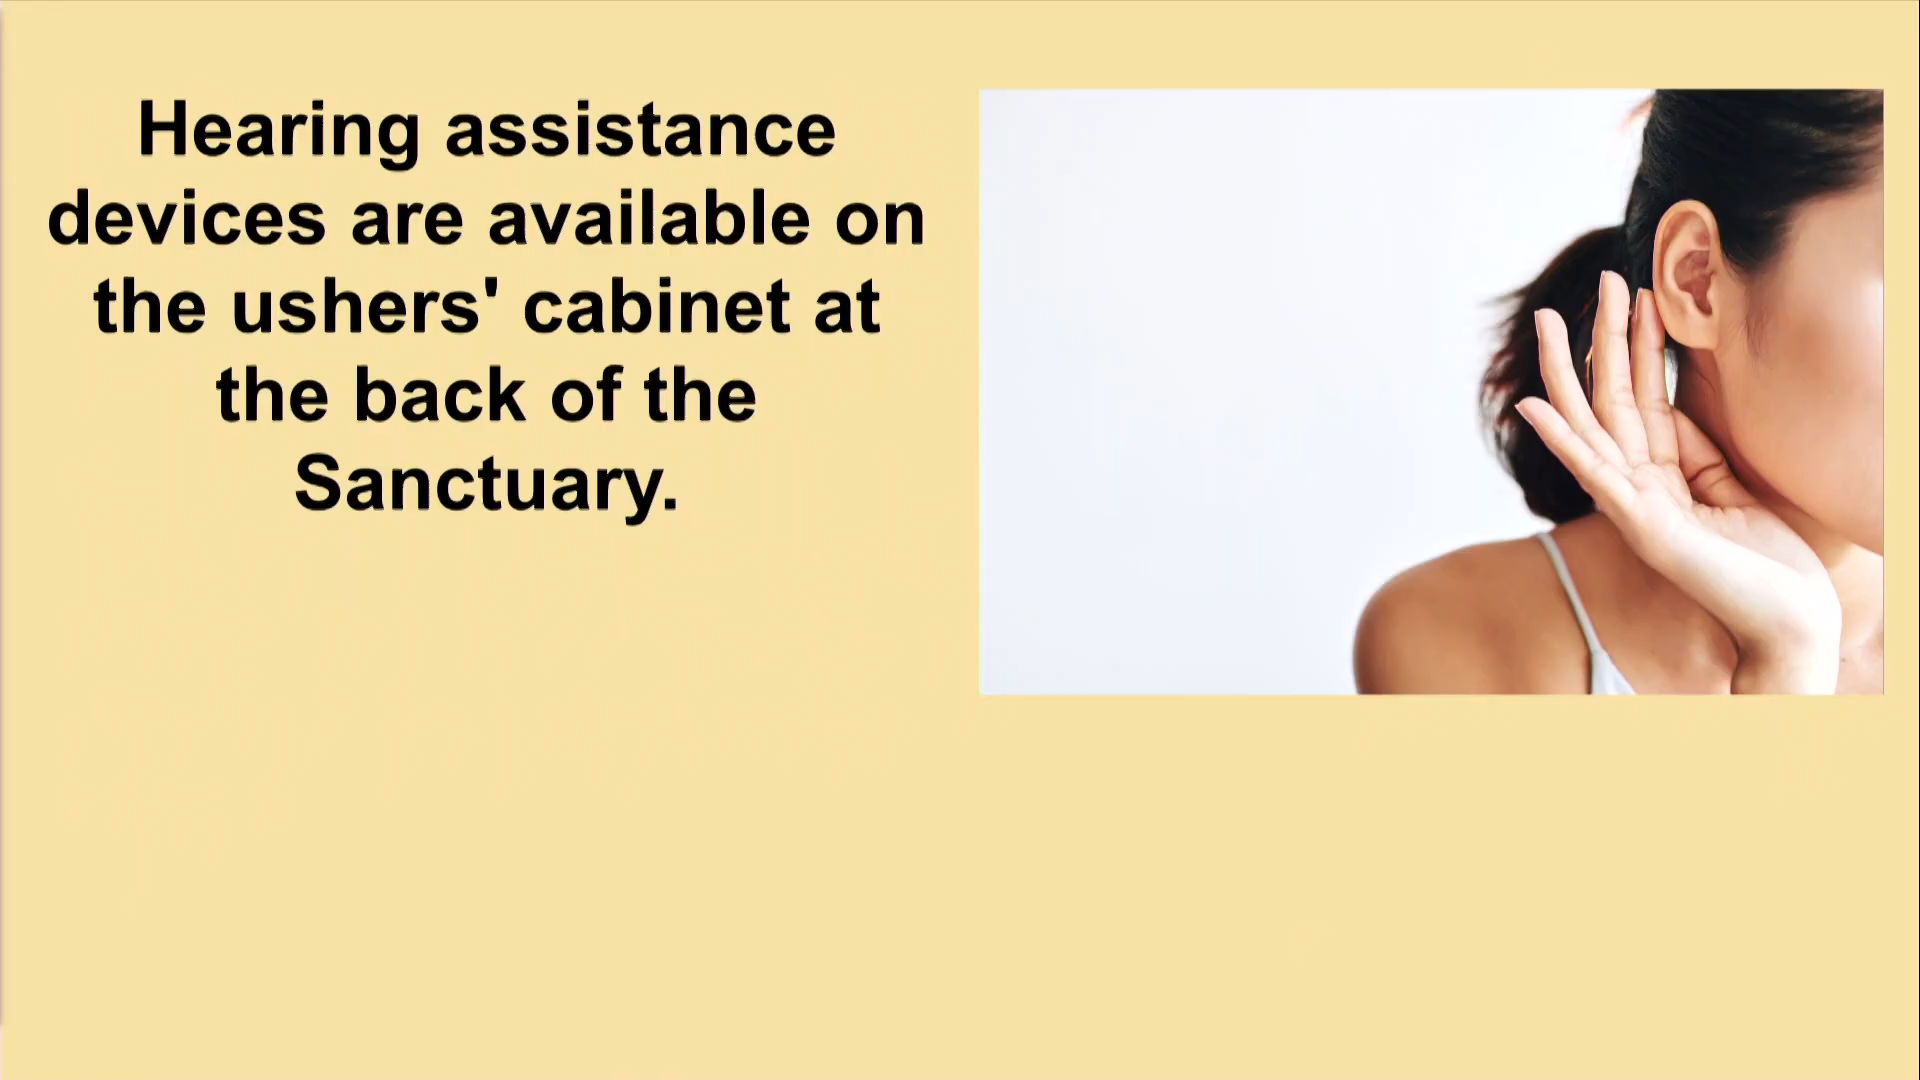 Hearing assistance
devices are available on
the ushers' cabinet at
the back of the
Sanctuary.